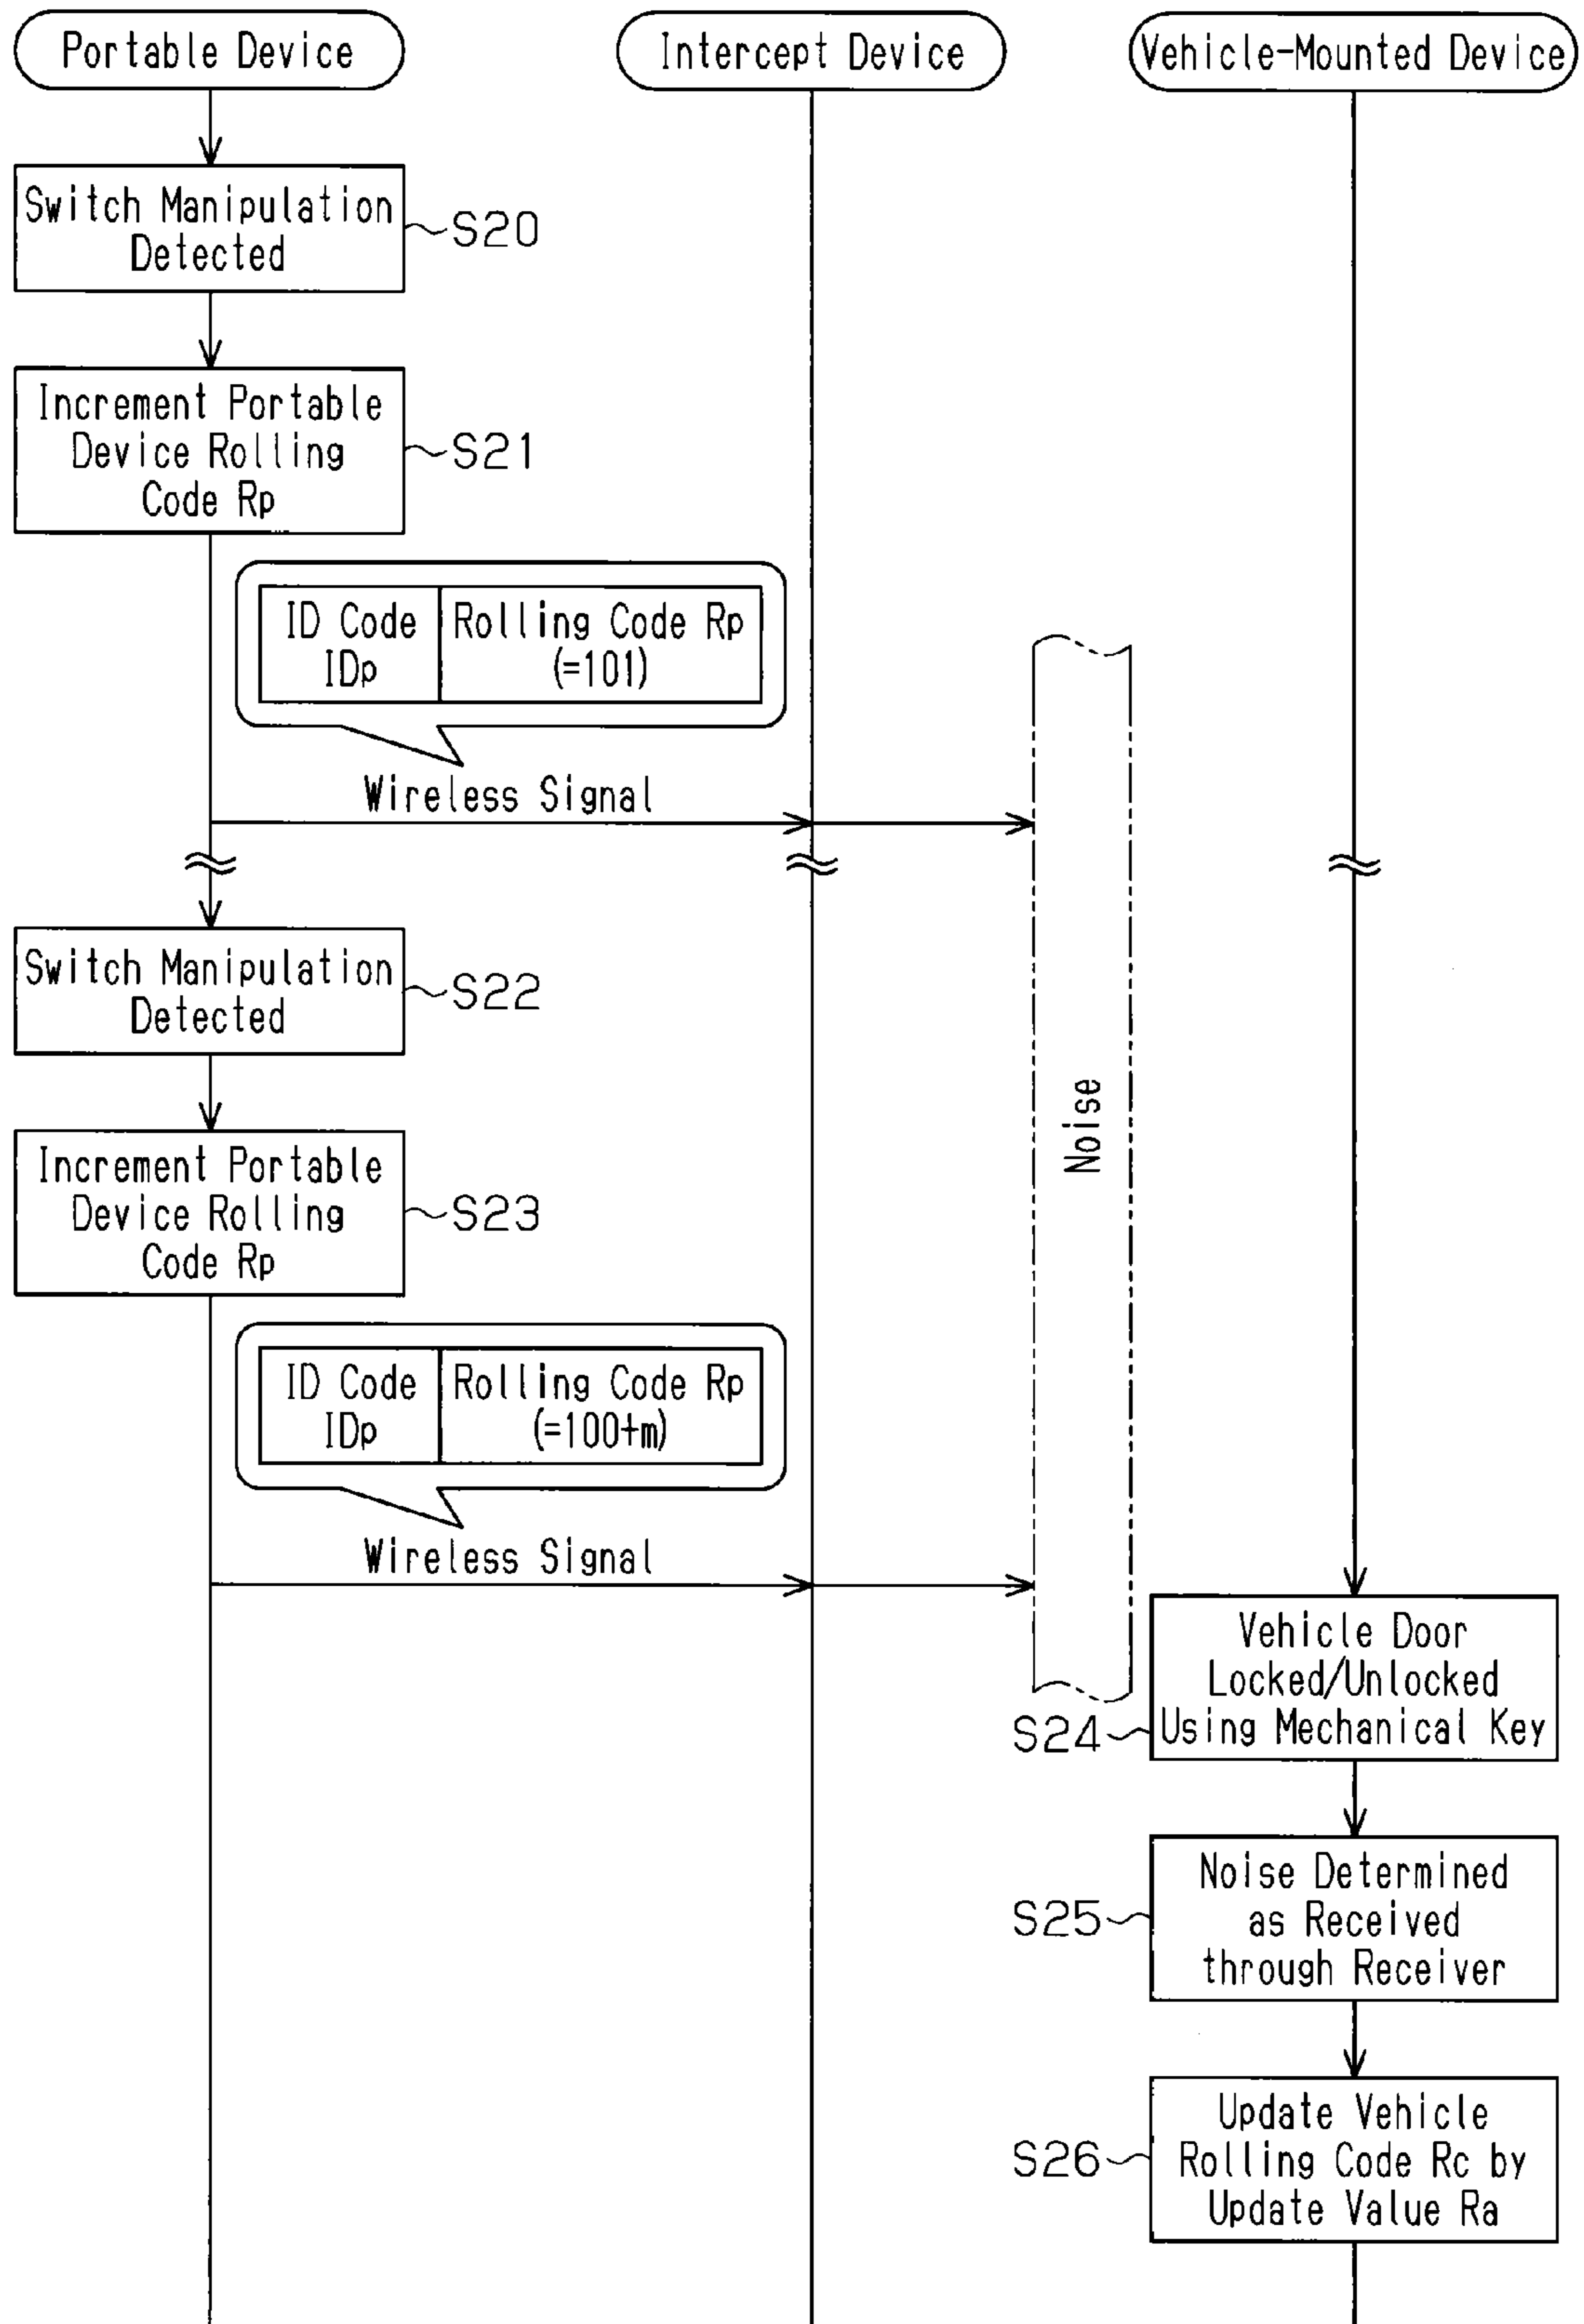 Portable Device
Intercept Device
Vehicle-Mounted Device
Switch Manipulation
Detected
S20
Increment Portable
Device Rolling
Code Rp
S21
ID Code
IDp
Rolling Code Rp
(=101)
Wireless Signal
Switch Manipulation
Detected
S22
Noise
Increment Portable
Device Rolling
Code Rp
S23
ID Code
IDp
Rolling Code Rp
(=100+m)
Wireless Signal
Vehicle Door
Locked/Unlocked
Using Mechanical Key
S24
Noise Determined
as Received
through Receiver
S25
Update Vehicle
Rolling Code Rc by
Update Value Ra
S26